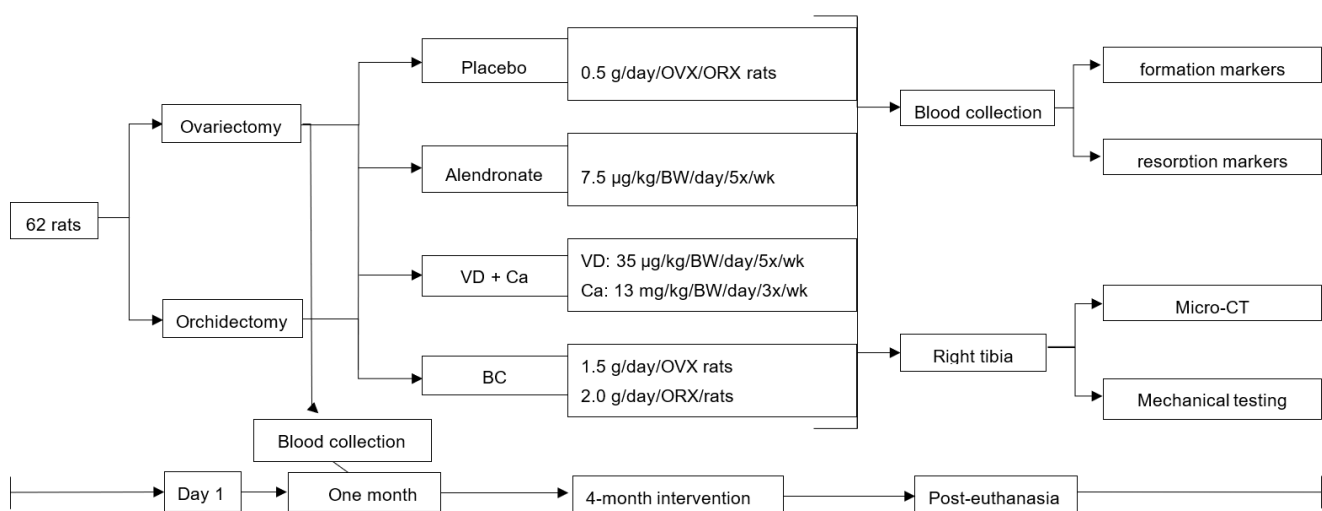 62 rats
Ovariectomy
Orchidectomy
Placebo
0.5 g/day/OVX/ORX rats
Alendronate
7.5 µg/kg/BW/day/5x/wk
VD + Ca
VD: 35 µg/kg/BW/day/5x/wk
Ca: 13 mg/kg/BW/day/3x/wk
BC
1.5 g/day/OVX rats
2.0 g/day/ORX/rats
Blood collection
formation markers
resorption markers
Right tibia
Micro-CT
Mechanical testing
Blood collection
Day 1
One month
4-month intervention
Post-euthanasia